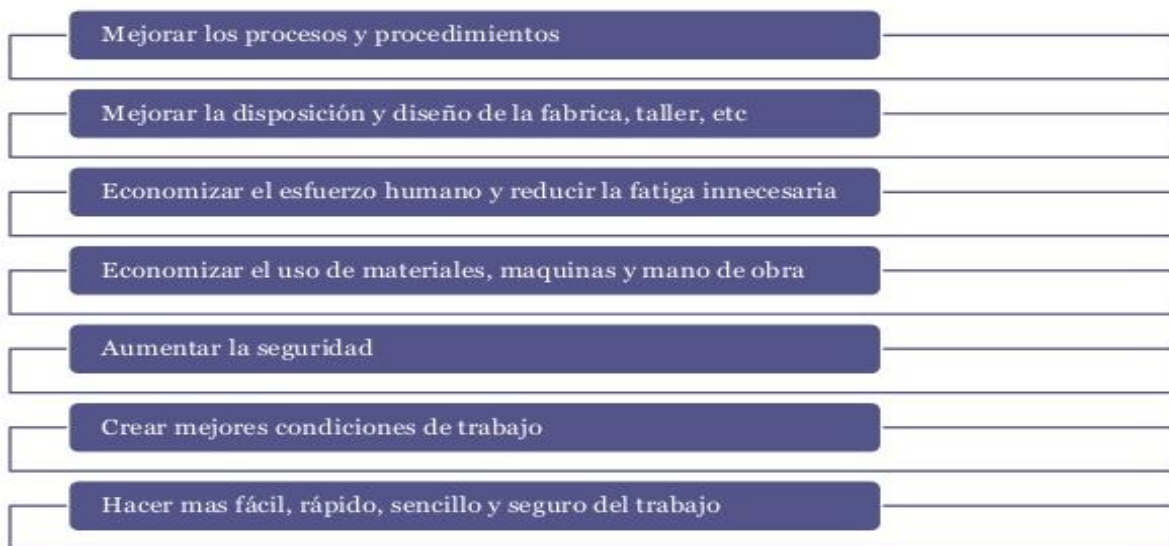 Mejorar los procesos y procedimientos
Mejorar la disposición y diseño de la fabrica, taller, etc
Economizar el esfuerzo humano y reducir la fatiga innecesaria
Economizar el uso de materiales, maquinas y mano de obra
Aumentar la seguridad
Crear mejores condiciones de trabajo
Hacer mas fácil, rápido, sencillo y seguro del trabajo